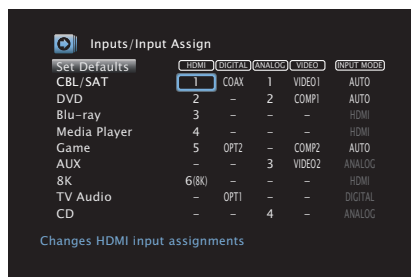 Inputs/Input Assign
Set Defaults HDMI DIGITAL ANALOG VIDEO INPUT MODE
CBL/SAT 1 COAX 1 VIDEO1 AUTO
DVD 2 – 2 COMP1 AUTO
Blu-ray 3 – – – HDMI
Media Player 4 – – – HDMI
Game 5 OPT2 – COMP2 AUTO
AUX – – 3 VIDEO2 ANALOG
8K 6(8K) – – – HDMI
TV Audio – OPT1 – – DIGITAL
CD – – 4 – ANALOG
Changes HDMI input assignments